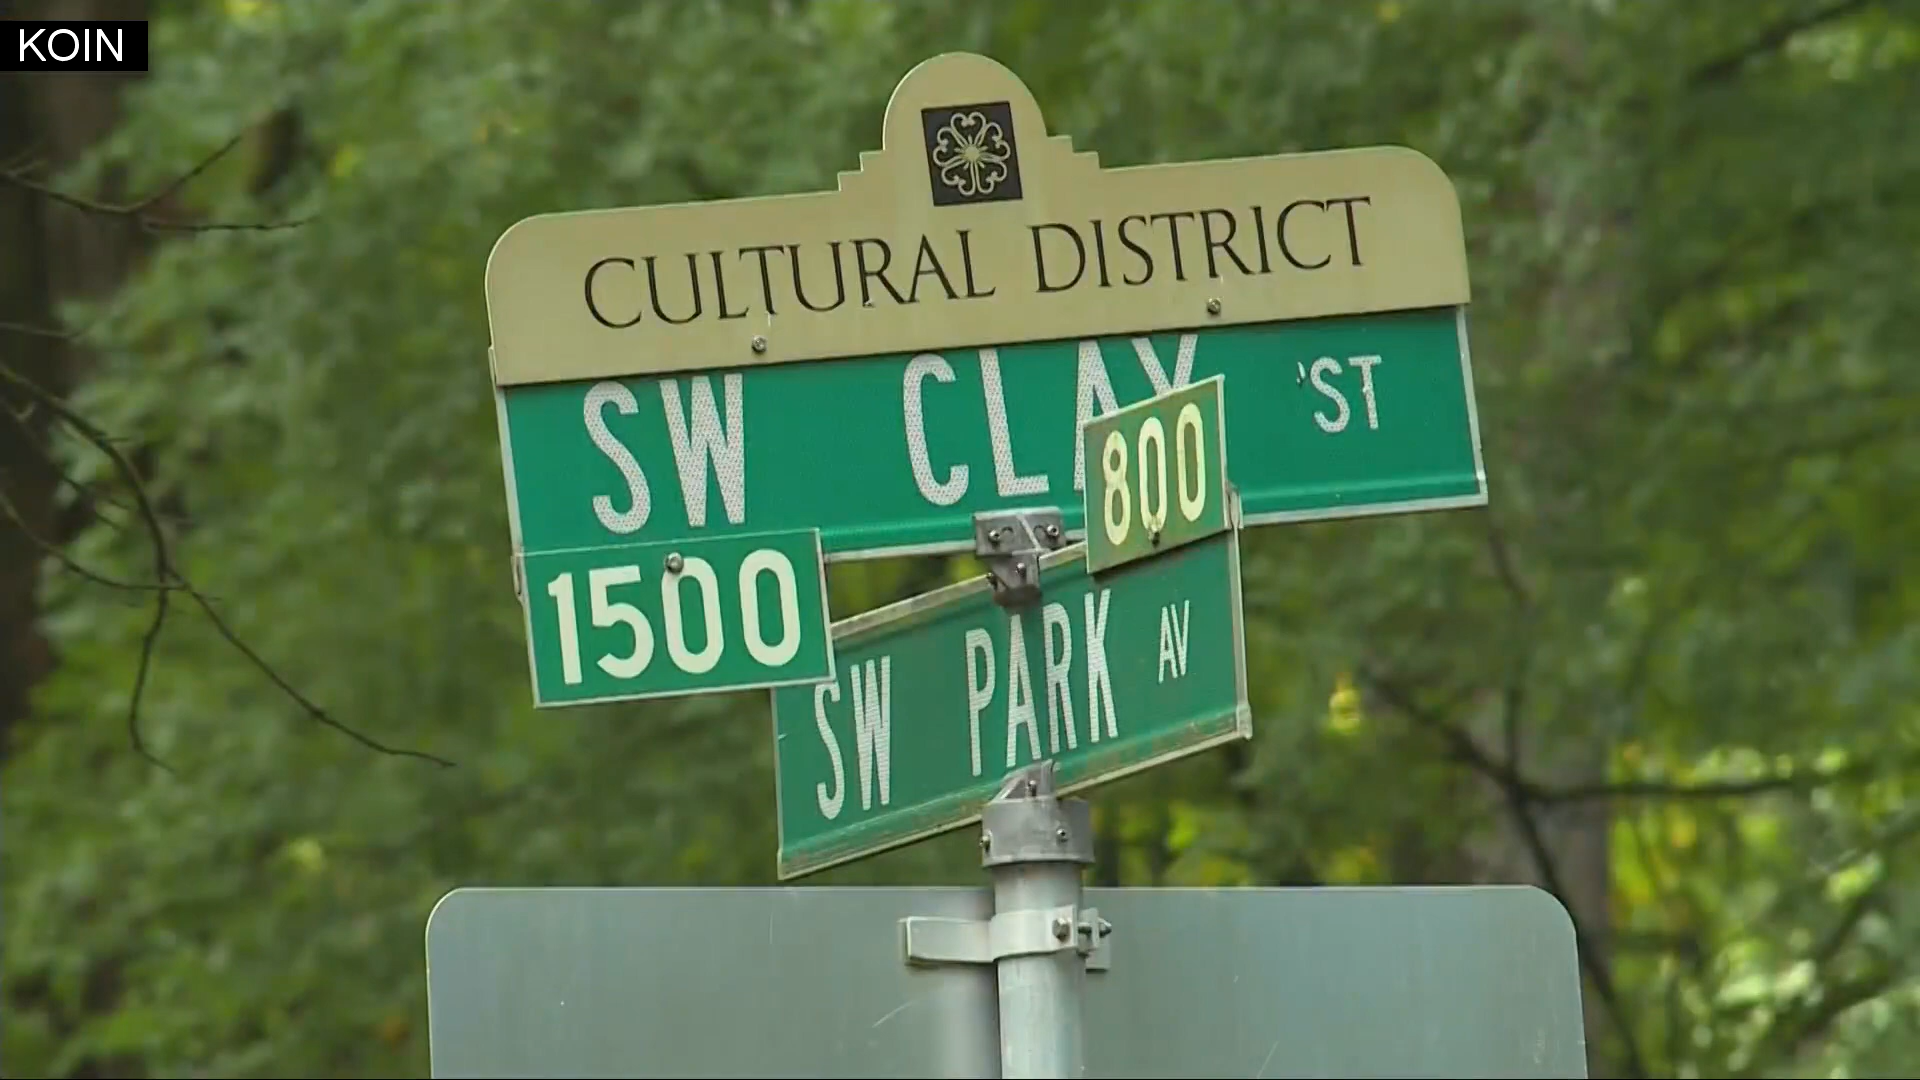 KOIN
CULTURAL DISTRICT
SW CLAY ST
800
1500
SW PARK AV